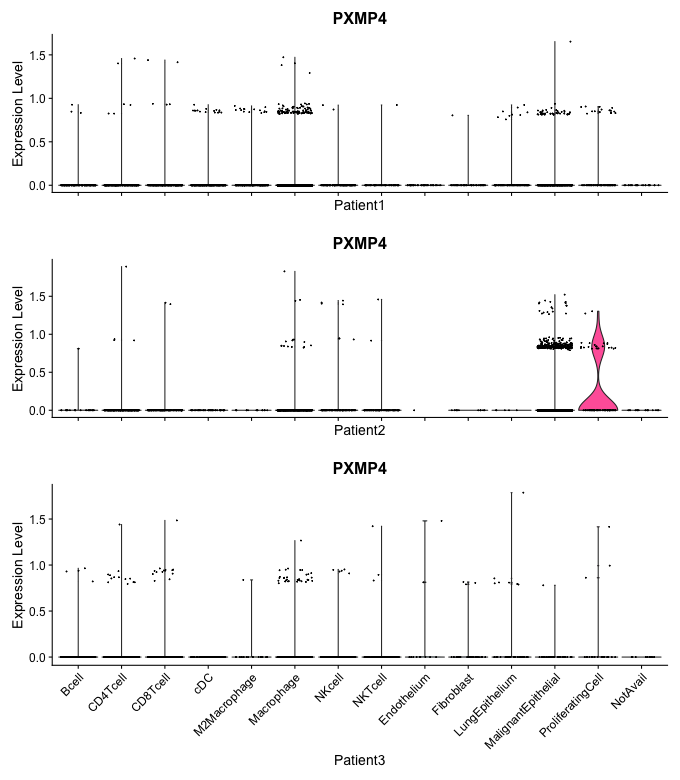 PXMP4
Expression Level
1.5
1.0
0.5
0.0
Patient1
PXMP4
Expression Level
1.5
1.0
0.5
0.0
Patient2
PXMP4
Expression Level
1.5
1.0
0.5
0.0
Bcell
CD4Tcell
CD8Tcell
cDC
M2Macrophage
Macrophage
NKcell
NKTcell
Endothelium
Fibroblast
LungEpithelium
MalignantEpithelial
ProliferatingCell
NotAvail
Patient3